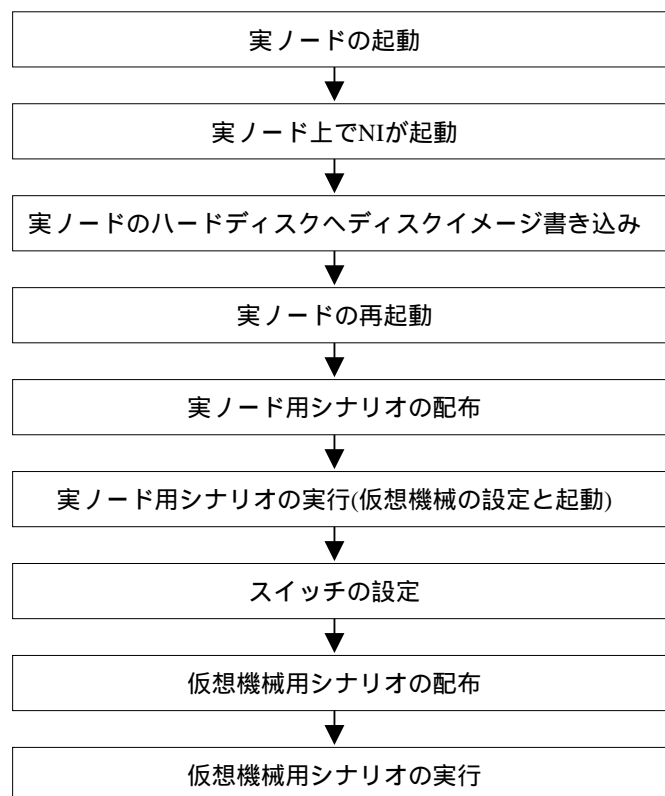 実ノードの起動
実ノード上でNIが起動
実ノードのハードディスクへディスクイメージ書き込み
実ノードの再起動
実ノード用シナリオの配布
実ノード用シナリオの実行(仮想機械の設定と起動)
スイッチの設定
仮想機械用シナリオの配布
仮想機械用シナリオの実行